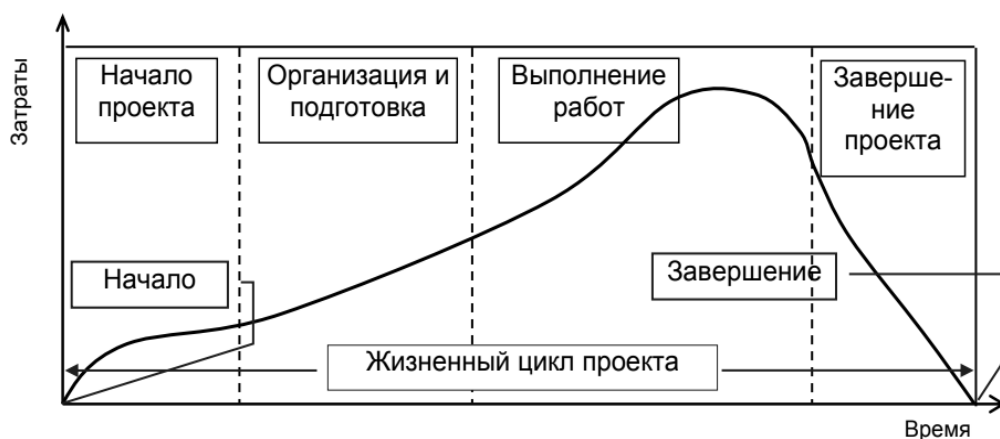 Затраты
Начало
проекта
Организация и
подготовка
Выполнение
работ
Заверше-
ние
проекта
Начало
Завершение
Жизненный цикл проекта
Время